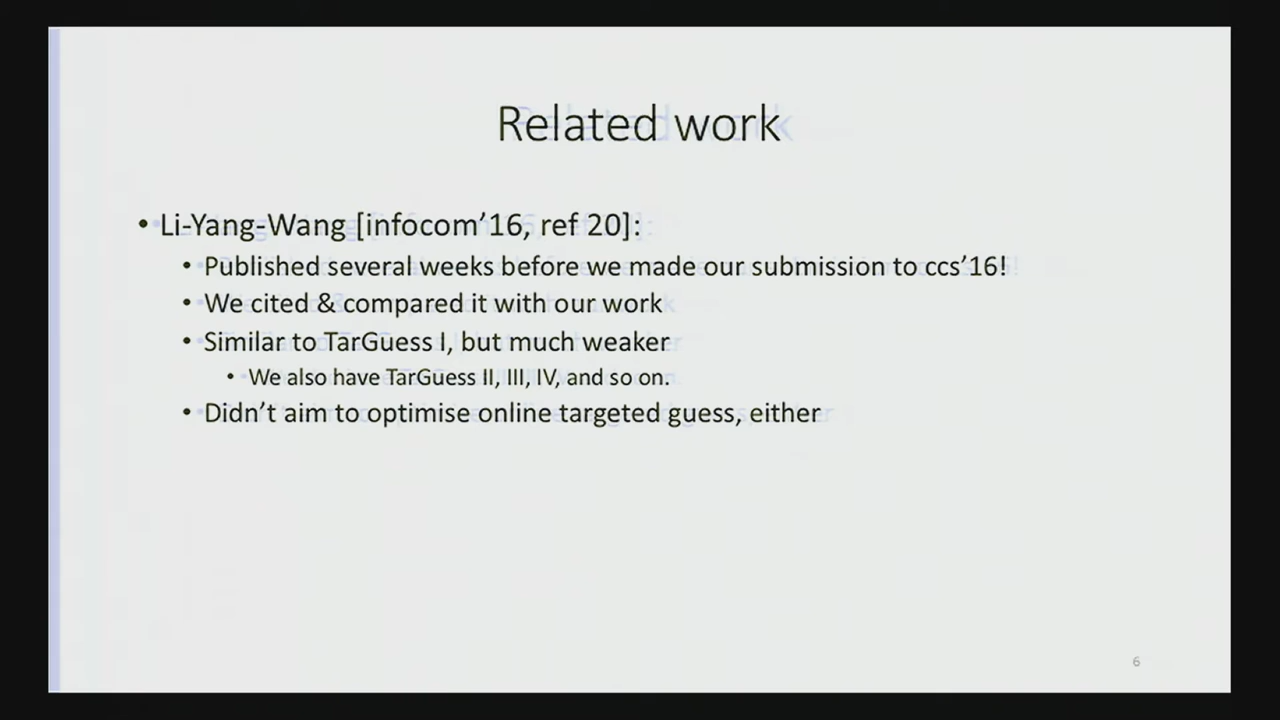 Related work
• Li-Yang-Wang [infocom’16, ref 20]:
• Published several weeks before we made our submission to ccs’16!
• We cited & compared it with our work
• Similar to TarGuess I, but much weaker
• We also have TarGuess II, III, IV, and so on.
• Didn’t aim to optimise online targeted guess, either
6